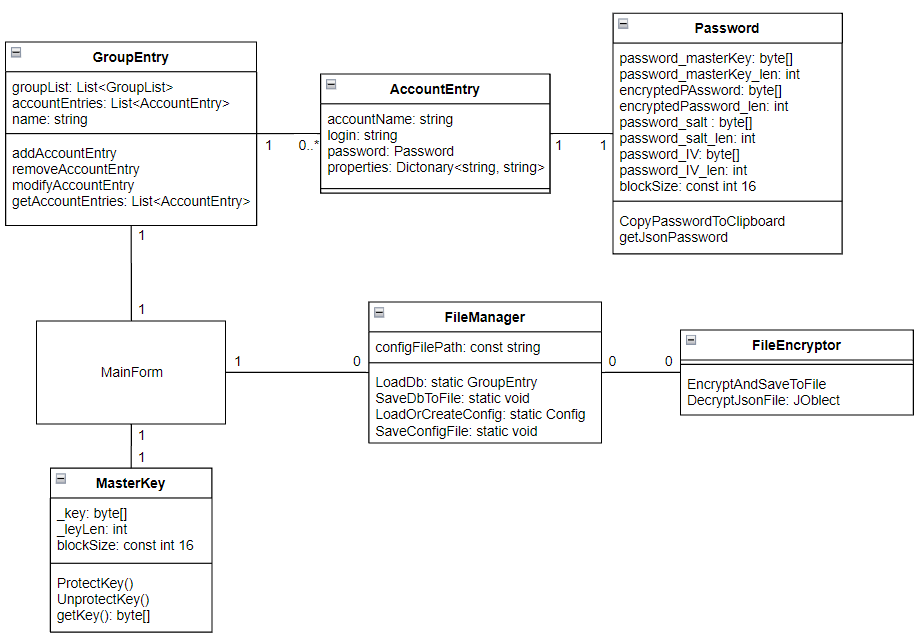 GroupEntry
groupList: List<GroupList>
accountEntries: List<AccountEntry>
name: string
addAccountEntry
removeAccountEntry
modifyAccountEntry
getAccountEntries: List<AccountEntry>
1
0..*
AccountEntry
accountName: string
login: string
password: Password
properties: Dictonary<string, string>
1
1
Password
password_masterKey: byte[]
password_masterKey_len: int
encryptedPAssword: byte[]
encryptedPassword_len: int
password_salt : byte[]
password_salt_len: int
password_IV: byte[]
password_IV_len: int
blockSize: const int 16
CopyPasswordToClipboard
getJsonPassword
1
1
MainForm
1
0
FileManager
configFilePath: const string
LoadDb: static GroupEntry
SaveDbToFile: static void
LoadOrCreateConfig: static Config
SaveConfigFile: static void
0
0
FileEncryptor
EncryptAndSaveToFile
DecryptJsonFile: JOblect
1
1
MasterKey
_key: byte[]
_leyLen: int
blockSize: const int 16
ProtectKey()
UnprotectKey()
getKey(): byte[]